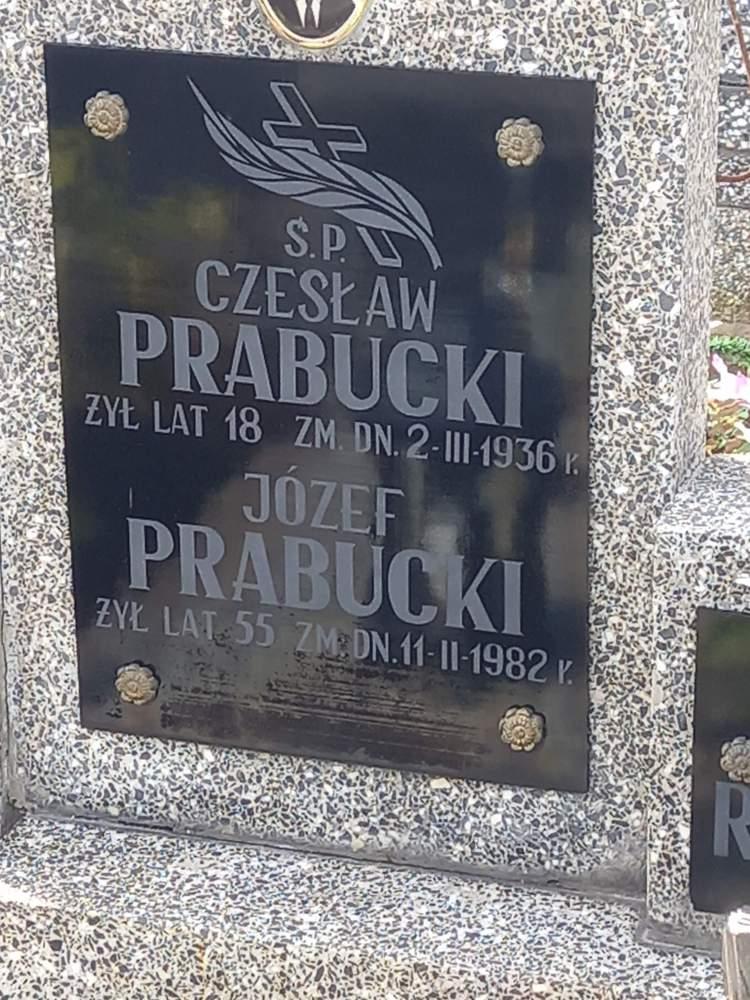 Ś.P.
CZESŁAW
PRABUCKI
ŻYŁ LAT 18 ZM. DN. 2-III-1936 r.
JÓZEF
PRABUCKI
ŻYŁ LAT 55 ZM. DN. 11-II-1982 r.
R